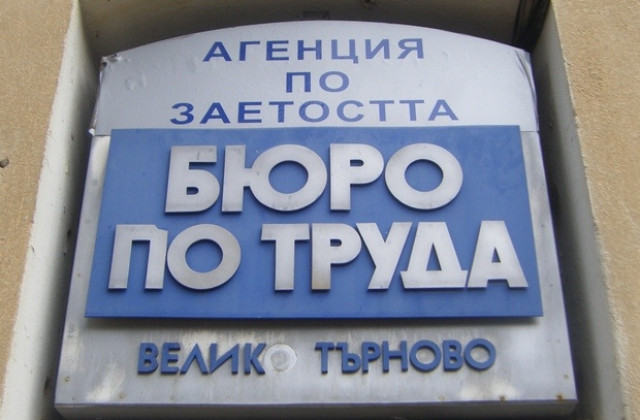 АГЕНЦИЯ
ПО
ЗАЕТОСТТА
БЮРО
ПО ТРУДА
ВЕЛИКО ТЪРНОВО